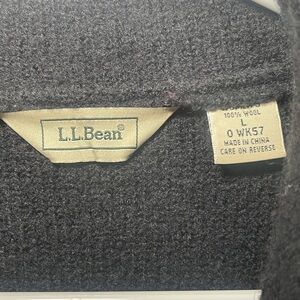 L.L.Bean®
100% WOOL
L
0 WK57
MADE IN CHINA
CARE ON REVERSE